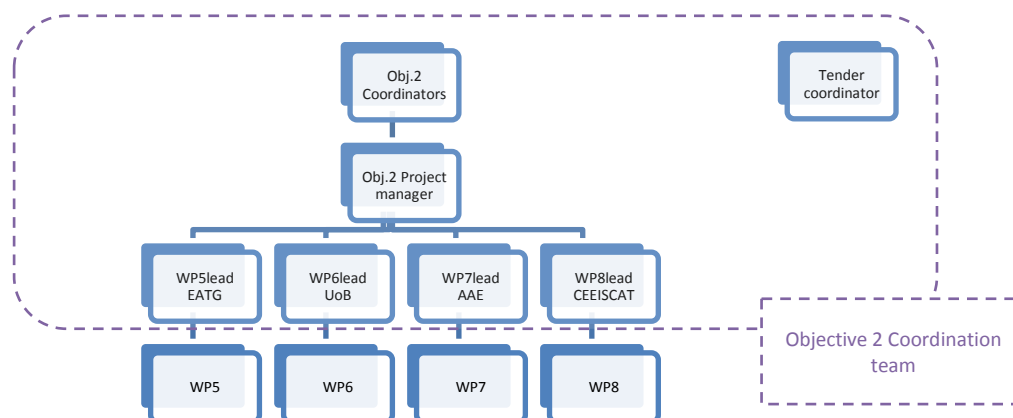 Obj.2
Coordinators
Tender
coordinator
Obj.2 Project
manager
WP5lead
EATG
WP6lead
UoB
WP7lead
AAE
WP8lead
CEEISCAT
Objective 2 Coordination
team
WP5
WP6
WP7
WP8